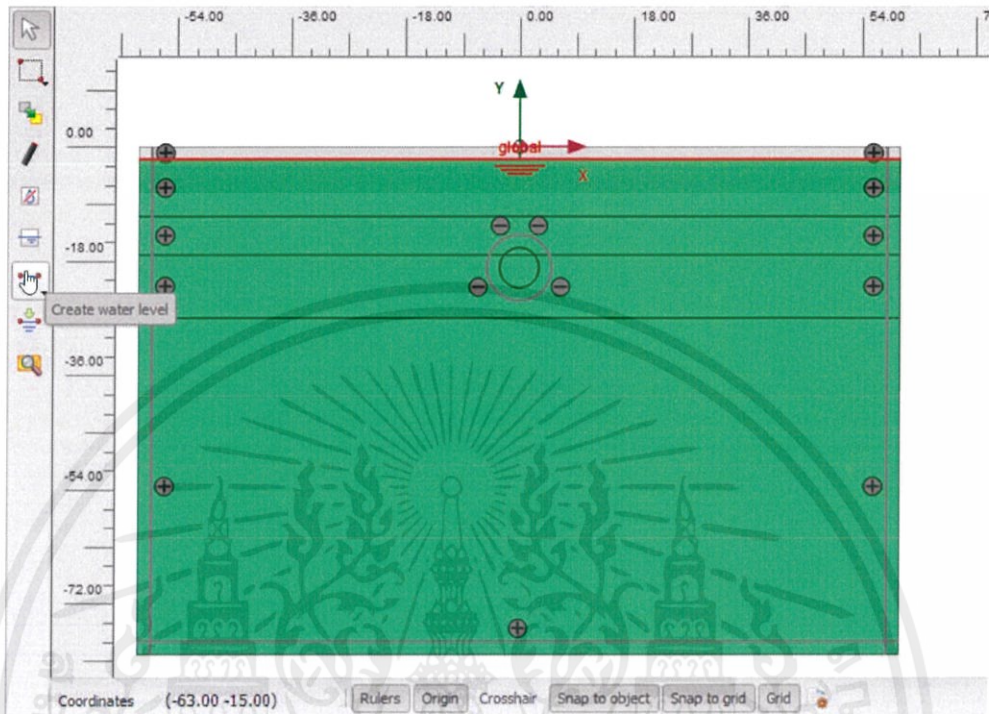 -54.00 -36.00 -18.00 0.00 18.00 36.00 54.00 7
Y
0.00
global
X
-18.00
Create water level
-36.00
-54.00
-72.00
Coordinates (-63.00 -15.00) Rulers Origin Crosshair Snap to object Snap to grid Grid